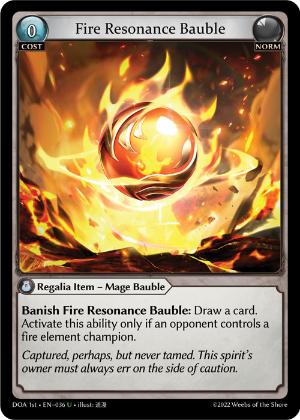 0
COST
Fire Resonance Bauble
NORM
Regalia Item – Mage Bauble
Banish Fire Resonance Bauble: Draw a card.
Activate this ability only if an opponent controls
a fire element champion.
Captured, perhaps, but never tamed. This spirit's
owner must always err on the side of caution.
DOA 1st • EN-036 U • illust:
©2022 Weebs of the Shore